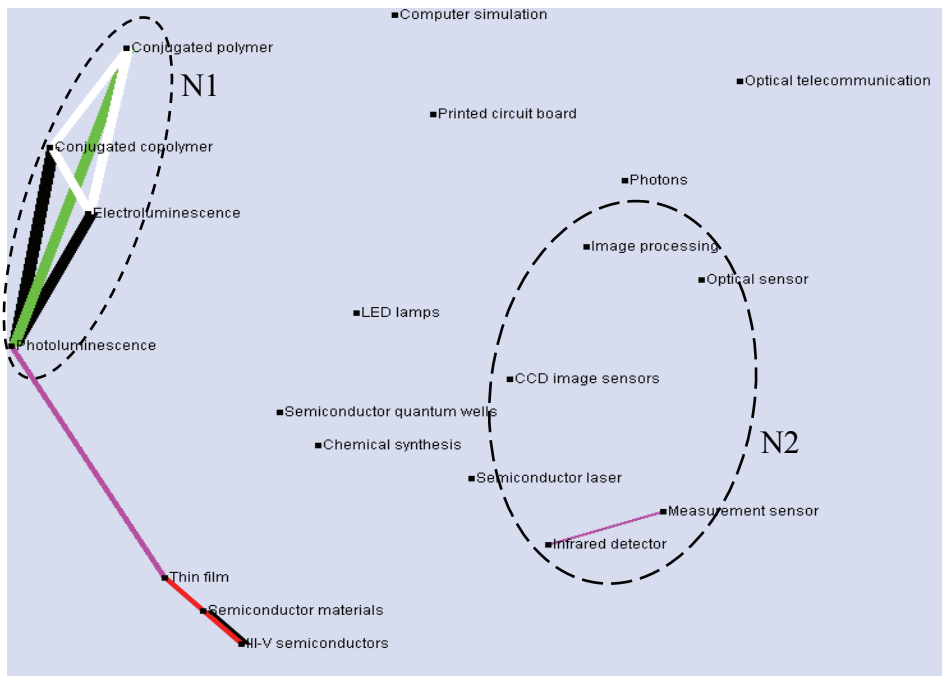 Computer simulation
Conjugated polymer
Optical telecommunication
N1
Printed circuit board
Conjugated copolymer
Photons
Electroluminescence
Image processing
Optical sensor
LED lamps
Photoluminescence
CCD image sensors
Semiconductor quantum wells
Chemical synthesis
N2
Semiconductor laser
Measurement sensor
Infrared detector
Thin film
Semiconductor materials
III-V semiconductors